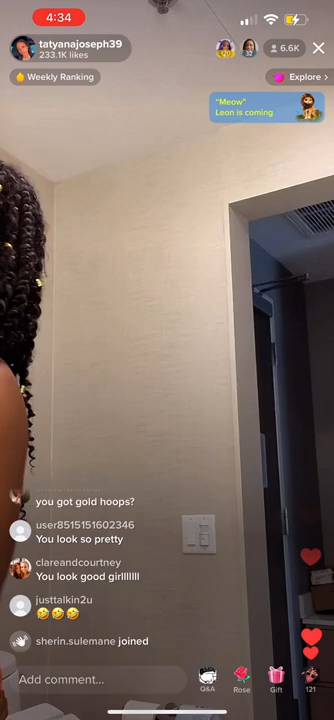 4:34
tatyanajoseph39
233.1K likes
32
6.6K
Weekly Ranking
Explore >
“Meow”
Leon is coming
you got gold hoops?
user8515151602346
You look so pretty
clareandcourtney
You look good girlllllll
justtalkin2u
🤣🤣🤣
sherin.sulemane joined
Add comment...
Q&A
Rose
Gift
121